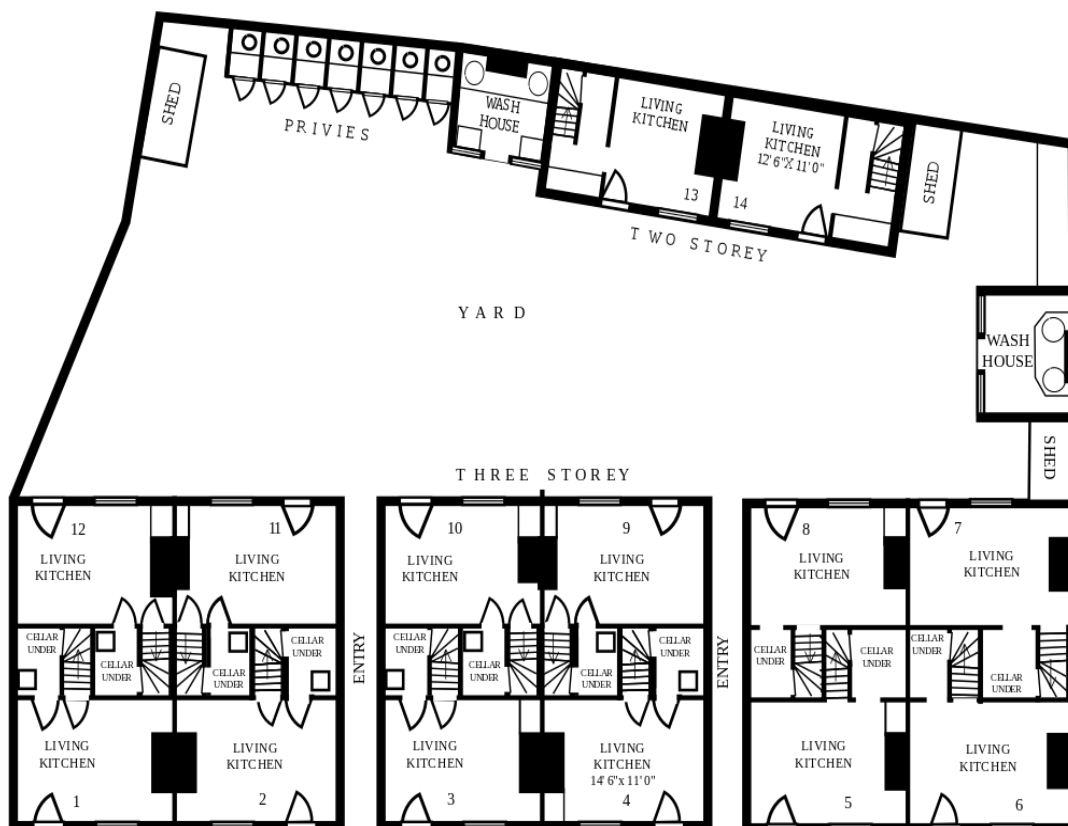 SHED
PRIVIES
WASH
HOUSE
LIVING
KITCHEN
13
LIVING
KITCHEN
12' 6"X 11' 0"
14
SHED
TWO STOREY
YARD
WASH
HOUSE
SHED
THREE STOREY
12
LIVING
KITCHEN
11
LIVING
KITCHEN
10
LIVING
KITCHEN
9
LIVING
KITCHEN
8
LIVING
KITCHEN
7
LIVING
KITCHEN
CELLAR
UNDER
CELLAR
UNDER
CELLAR
UNDER
CELLAR
UNDER
ENTRY
CELLAR
UNDER
CELLAR
UNDER
CELLAR
UNDER
CELLAR
UNDER
ENTRY
CELLAR
UNDER
CELLAR
UNDER
CELLAR
UNDER
CELLAR
UNDER
LIVING
KITCHEN
1
LIVING
KITCHEN
2
LIVING
KITCHEN
3
LIVING
KITCHEN
14' 6"x 11' 0"
4
LIVING
KITCHEN
5
LIVING
KITCHEN
6